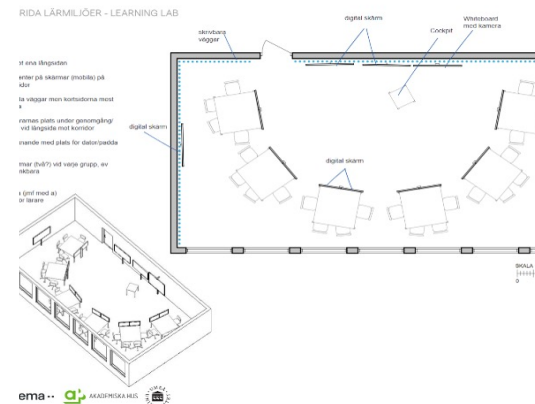 RIDA LÄRMILJÖER - LEARNING LAB
digital skärm
Whiteboard
med kamera
skrivbara
väggar
Cockpit
ot ena långsidan
enter på skärmar (mobila) på
idor
la väggar men kortsidorna mest
a
ramas plats under genomgång/
vid långsida mot korridor
digital skärm
nande med plats för dator/padda
digital skärm
mar (två?) vid varje grupp, ev
nkbara
a (jmf med a)
ör lärare
SKALA
0
ema
AKADEMISKA HUS